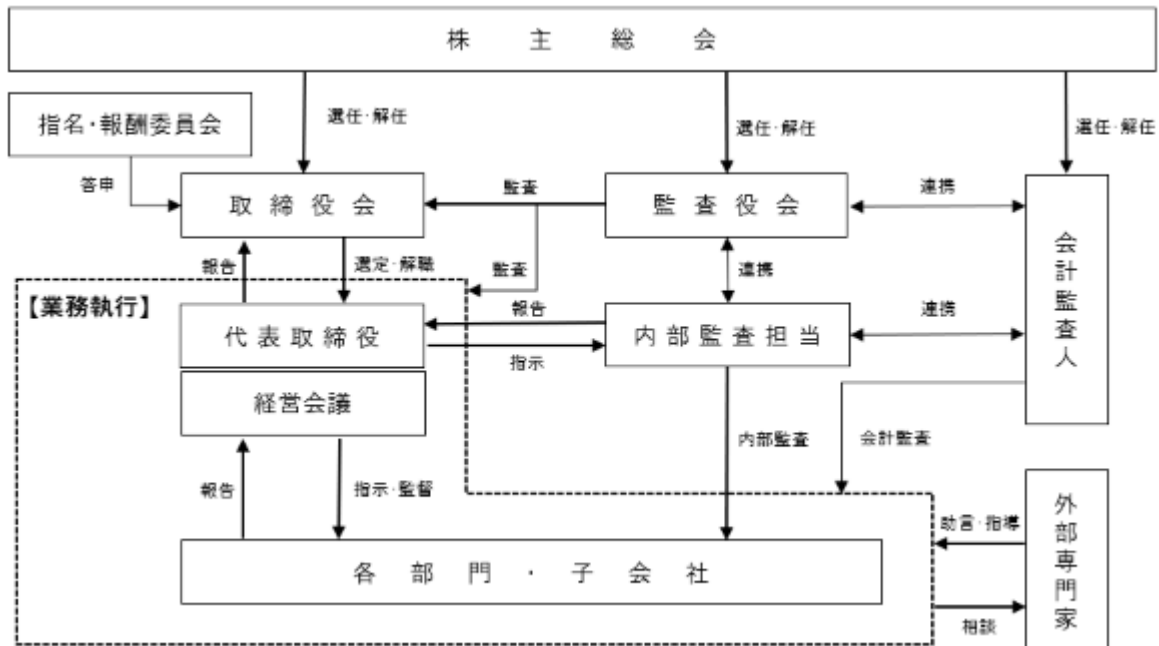 株主総会
指名・報酬委員会
選任・解任
選任・解任
選任・解任
答申
取締役会
監査
監査役会
連携
会計監査人
報告
選定・解職
監査
連携
【業務執行】
代表取締役
報告
指示
内部監査担当
連携
経営会議
報告
指示・監督
内部監査
会計監査
各部門・子会社
助言・指導
外部専門家
相談